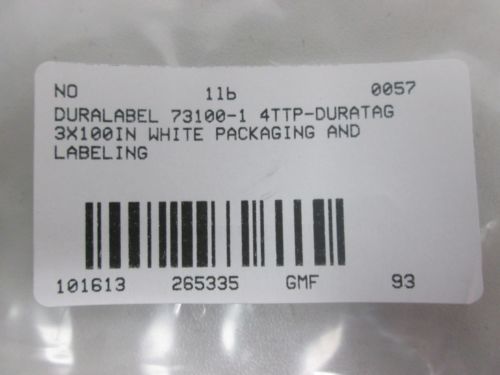 NO 1lb 0057
DURALABEL 73100-1 4TTP-DURATAG
3X100IN WHITE PACKAGING AND
LABELING
101613 265335 GMF 93